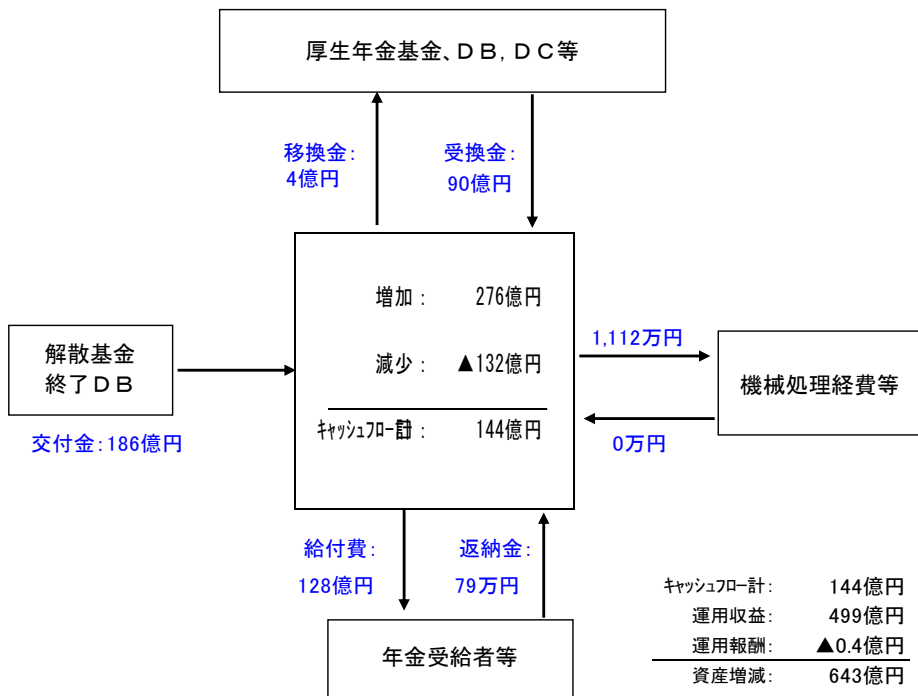 厚生年金基金、ＤＢ，ＤＣ等
移換金：
4億円
受換金：
90億円
増加： 276億円
減少： ▲132億円
ｷｬｯｼｭﾌﾛｰ計： 144億円
解散基金
終了ＤＢ
交付金：186億円
1,112万円
機械処理経費等
0万円
給付費：
128億円
返納金：
79万円
年金受給者等
ｷｬｯｼｭﾌﾛｰ計： 144億円
運用収益： 499億円
運用報酬： ▲0.4億円
資産増減： 643億円